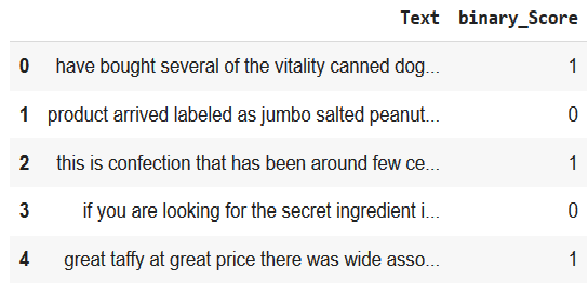 Text binary_Score
0 have bought several of the vitality canned dog... 1
1 product arrived labeled as jumbo salted peanut... 0
2 this is confection that has been around few ce... 1
3 if you are looking for the secret ingredient i... 0
4 great taffy at great price there was wide asso... 1